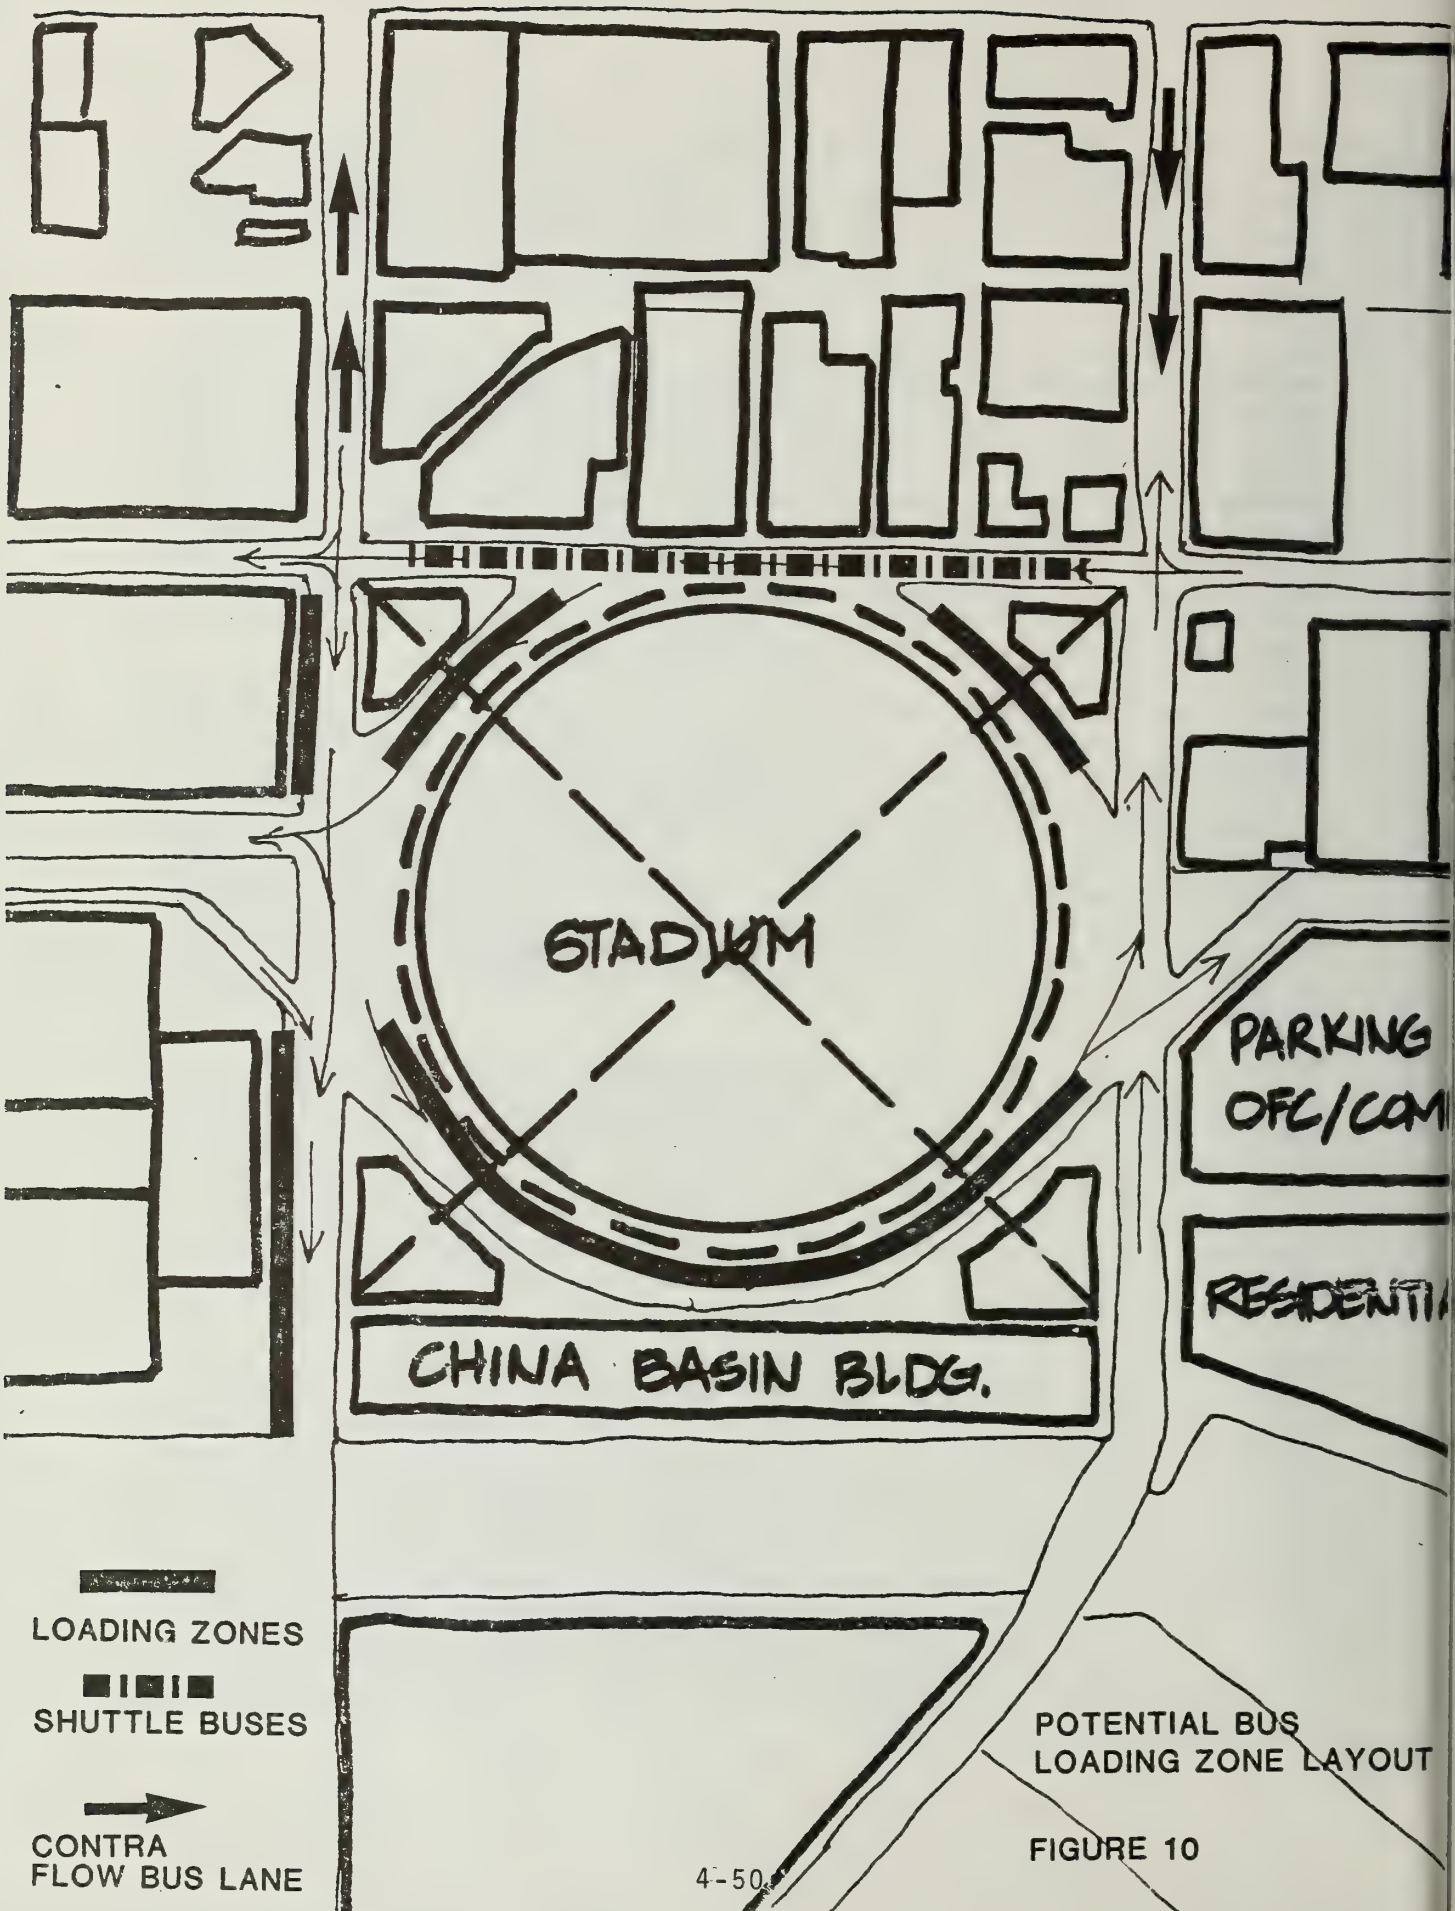 STADIUM
PARKING
OFC/COM
RESIDENTIA
CHINA BASIN BLDG.
LOADING ZONES
SHUTTLE BUSES
CONTRA
FLOW BUS LANE
POTENTIAL BUS
LOADING ZONE LAYOUT
FIGURE 10
4-50